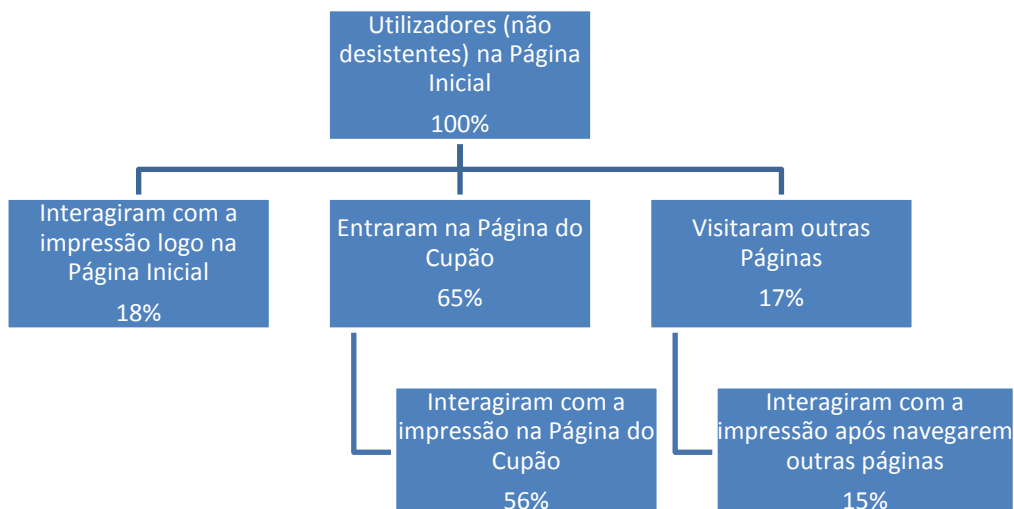 Utilizadores (não
desistentes) na Página
Inicial
100%
Interagiram com a
impressão logo na
Página Inicial
18%
Entraram na Página do
Cupão
65%
Visitaram outras
Páginas
17%
Interagiram com a
impressão na Página do
Cupão
56%
Interagiram com a
impressão após navegarem
outras páginas
15%